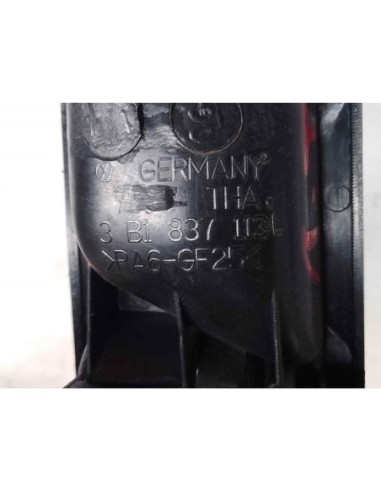 GERMANY
THA
3 B1 837 113
>PA6-GF25<